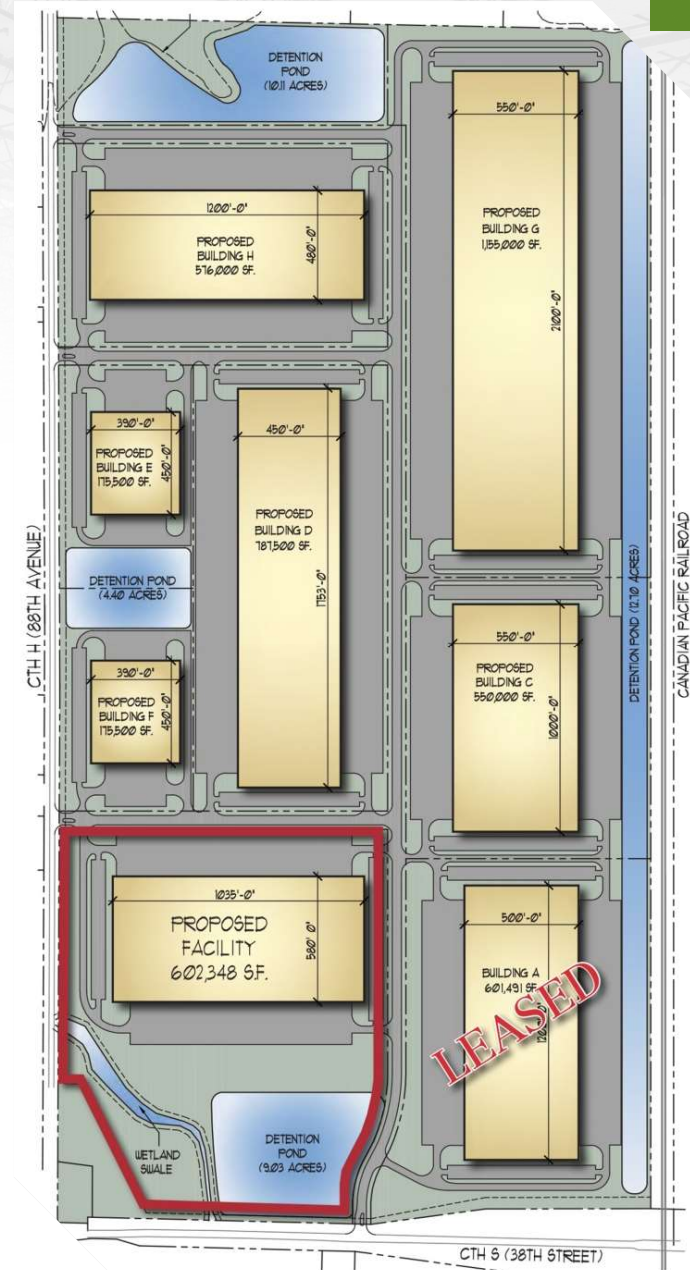 DETENTION
POND
(10.11 ACRES)
550'-0"
1200'-0"
PROPOSED
BUILDING H
576,000 SF.
480'-0"
PROPOSED
BUILDING G
1,155,000 SF.
2100'-0"
390'-0"
PROPOSED
BUILDING E
175,500 SF.
450'-0"
450'-0"
PROPOSED
BUILDING D
787,500 SF.
1753'-0"
DETENTION POND
(4.40 ACRES)
390'-0"
PROPOSED
BUILDING F
175,500 SF.
450'-0"
550'-0"
PROPOSED
BUILDING C
550,000 SF.
1000'-0"
CTH H (88TH AVENUE)
DETENTION POND (12.70 ACRES)
CANADIAN PACIFIC RAILROAD
1035'-0"
PROPOSED
FACILITY
602,348 S.F.
580' 0"
500'-0"
BUILDING A
601,491 SF.
LEASED
WETLAND
SWALE
DETENTION
POND
(9.03 ACRES)
CTH S (38TH STREET)